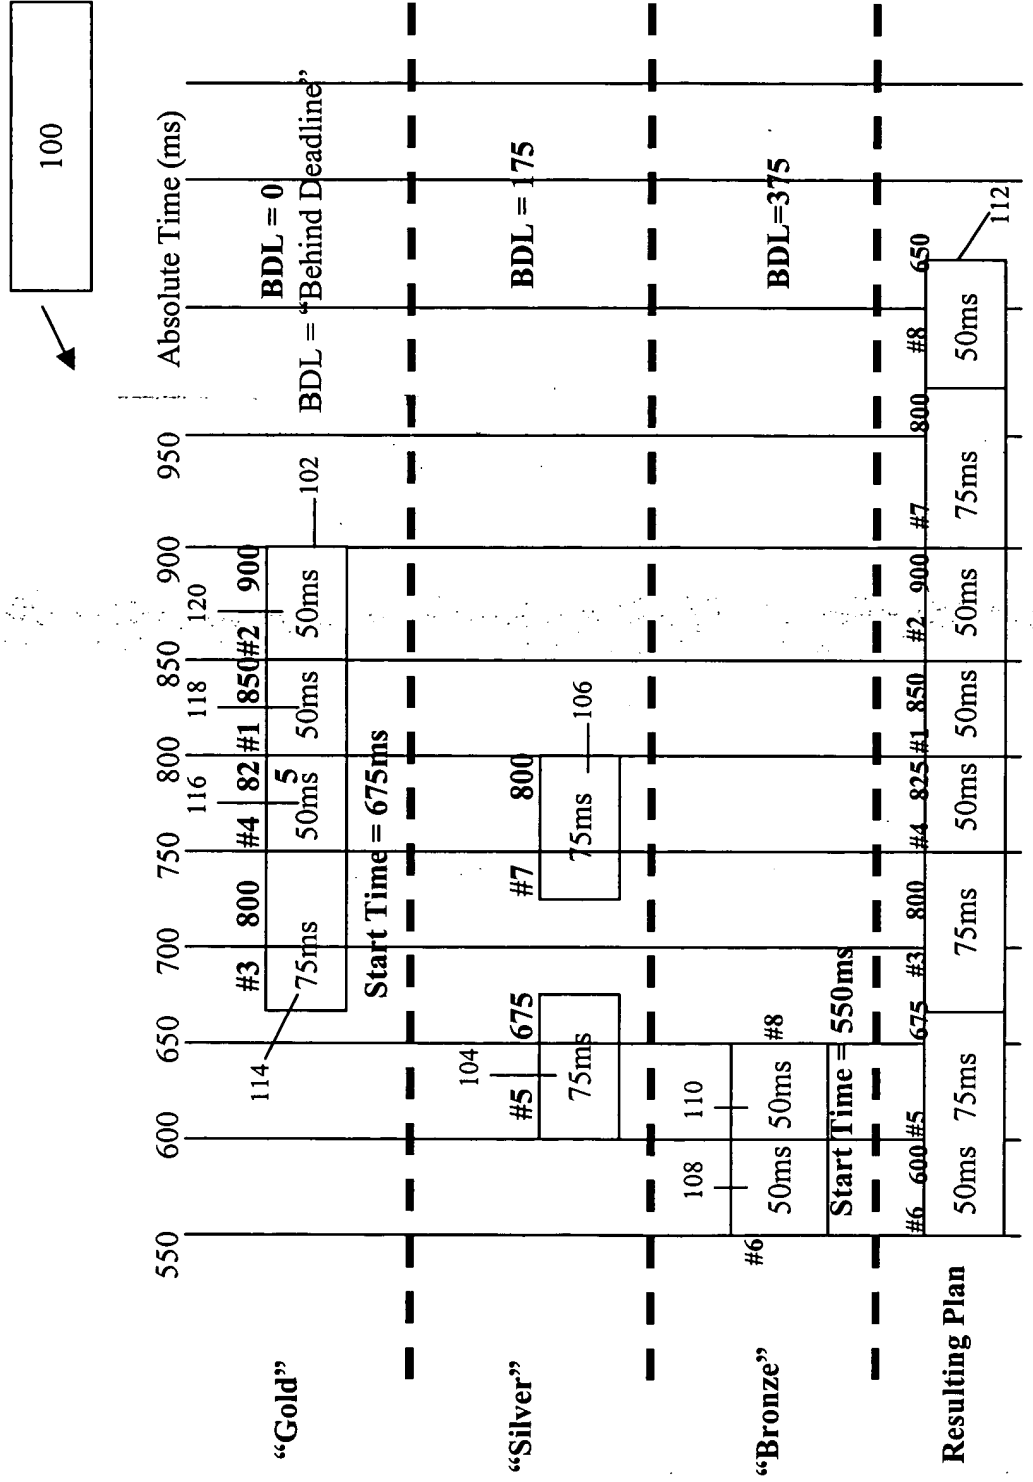 100
Absolute Time (ms)
550 600 650 700 750 800 850 900 950
“Gold”
114 116 118 120
#3 800 #4 82 #1 850 #2 900
5
75ms 50ms 50ms 50ms
102
Start Time = 675ms
BDL = 0
BDL = “Behind Deadline”
“Silver”
104
#5 675 #7 800
75ms 75ms
106
BDL = 175
“Bronze”
108 110
#6 #8
50ms 50ms
Start Time = 550ms
BDL=375
Resulting Plan
#6 600 #5 675 #3 800 #4 825 #1 850 #2 900 #7 800 #8 650
50ms 75ms 75ms 50ms 50ms 50ms 75ms 50ms
112